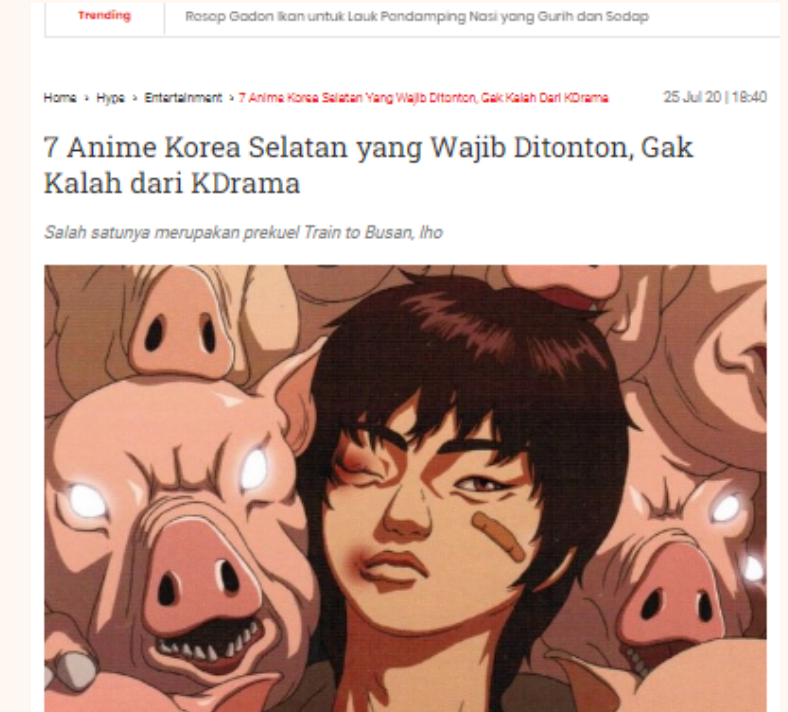 Trending
Resep Gadon Ikan untuk Lauk Pendamping Nasi yang Gurih dan Sedap
Home › Hype › Entertainment › 7 Anime Korea Selatan Yang Wajib Ditonton, Gak Kalah Dari KDrama
25 Jul 20 | 18:40
7 Anime Korea Selatan yang Wajib Ditonton, Gak
Kalah dari KDrama
Salah satunya merupakan prekuel Train to Busan, lho